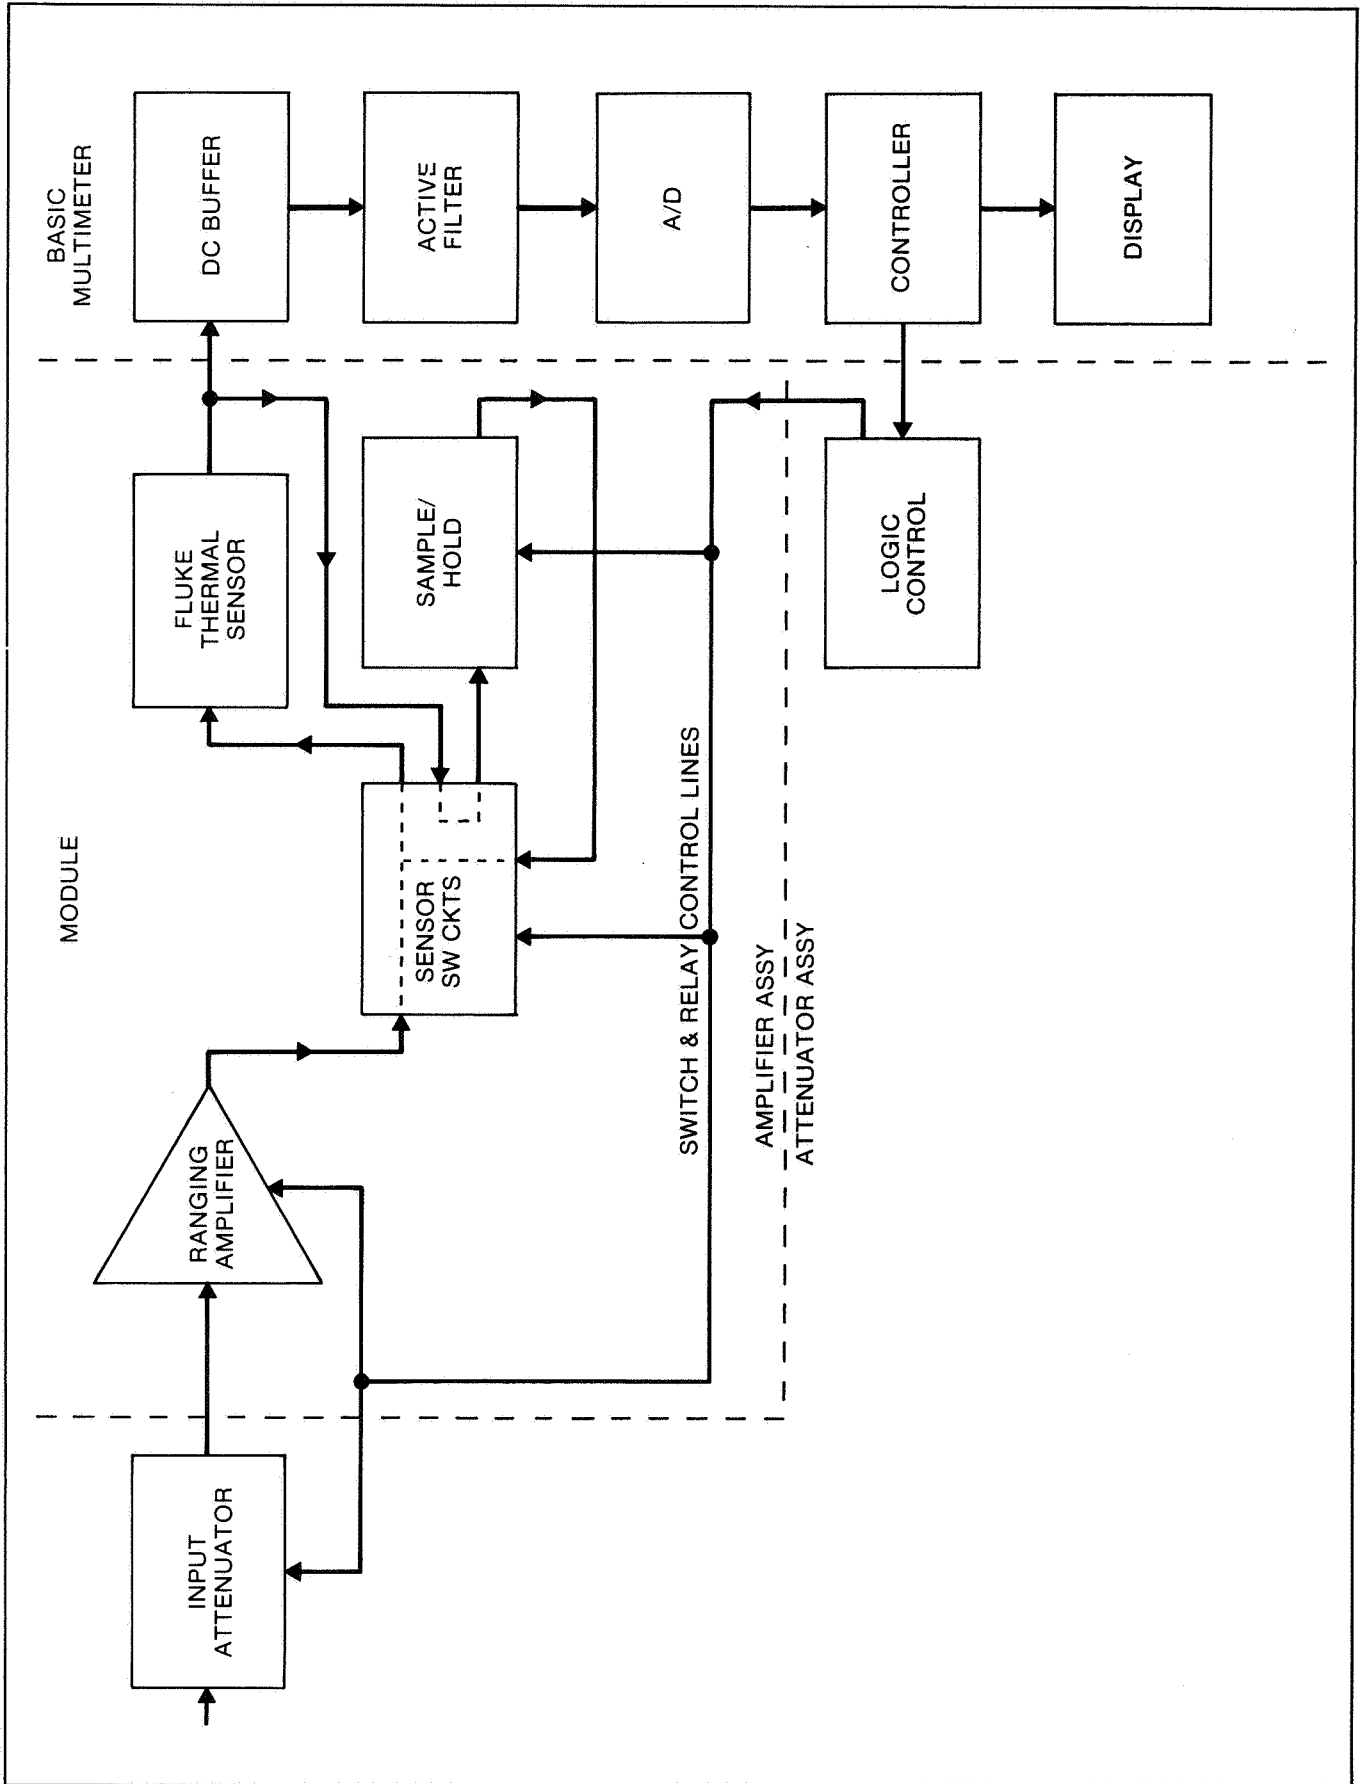 MODULE
BASIC
MULTIMETER
INPUT
ATTENUATOR
RANGING
AMPLIFIER
SENSOR
SW CKTS
FLUKE
THERMAL
SENSOR
SAMPLE/
HOLD
DC BUFFER
ACTIVE
FILTER
A/D
CONTROLLER
DISPLAY
LOGIC
CONTROL
SWITCH & RELAY CONTROL LINES
AMPLIFIER ASSY
ATTENUATOR ASSY